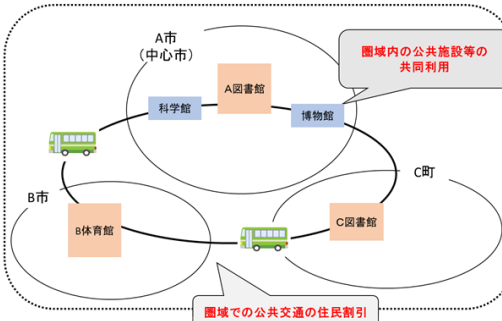 A市
（中心市）
圏域内の公共施設等の
共同利用
A図書館
科学館
博物館
C町
B市
B体育館
C図書館
圏域での公共交通の住民割引